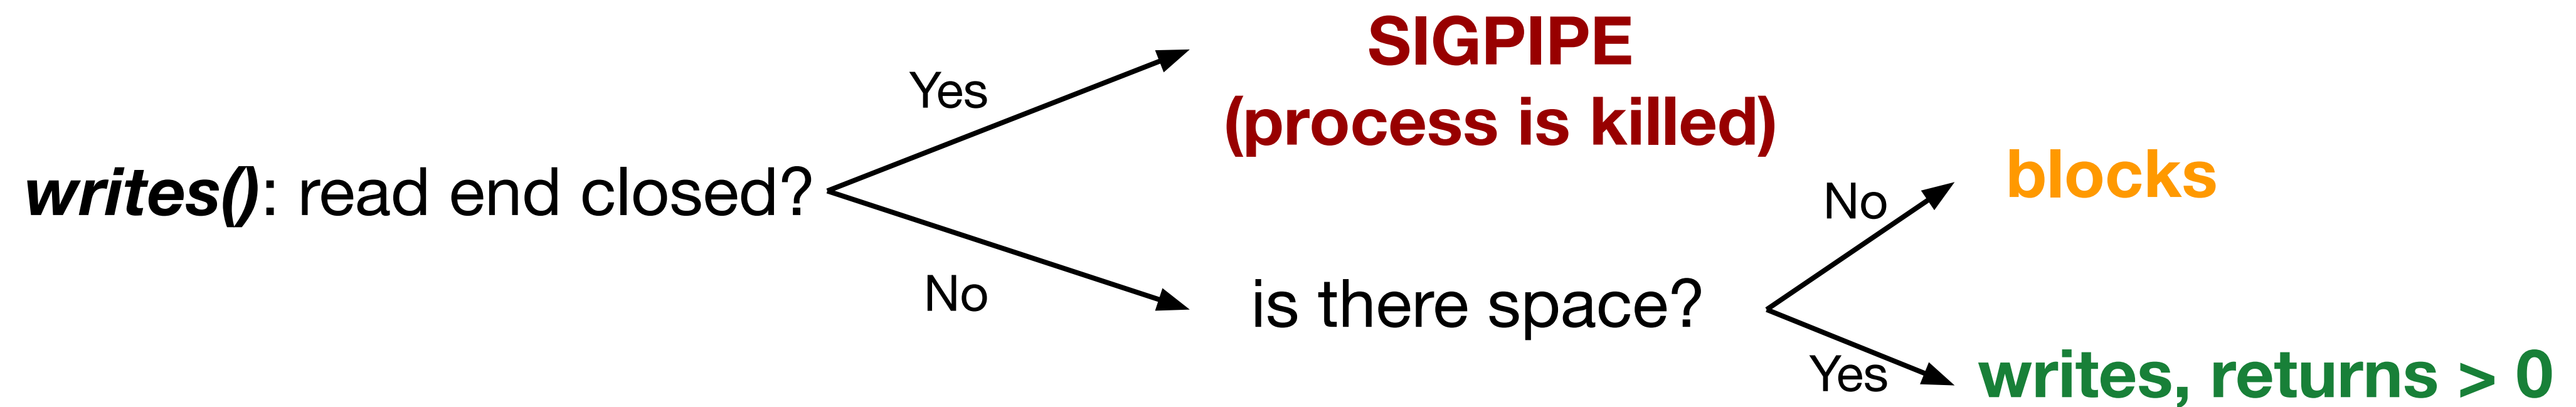 SIGPIPE
(process is killed)
Yes
writes(): read end closed?
No
is there space?
No
blocks
Yes
writes, returns > 0